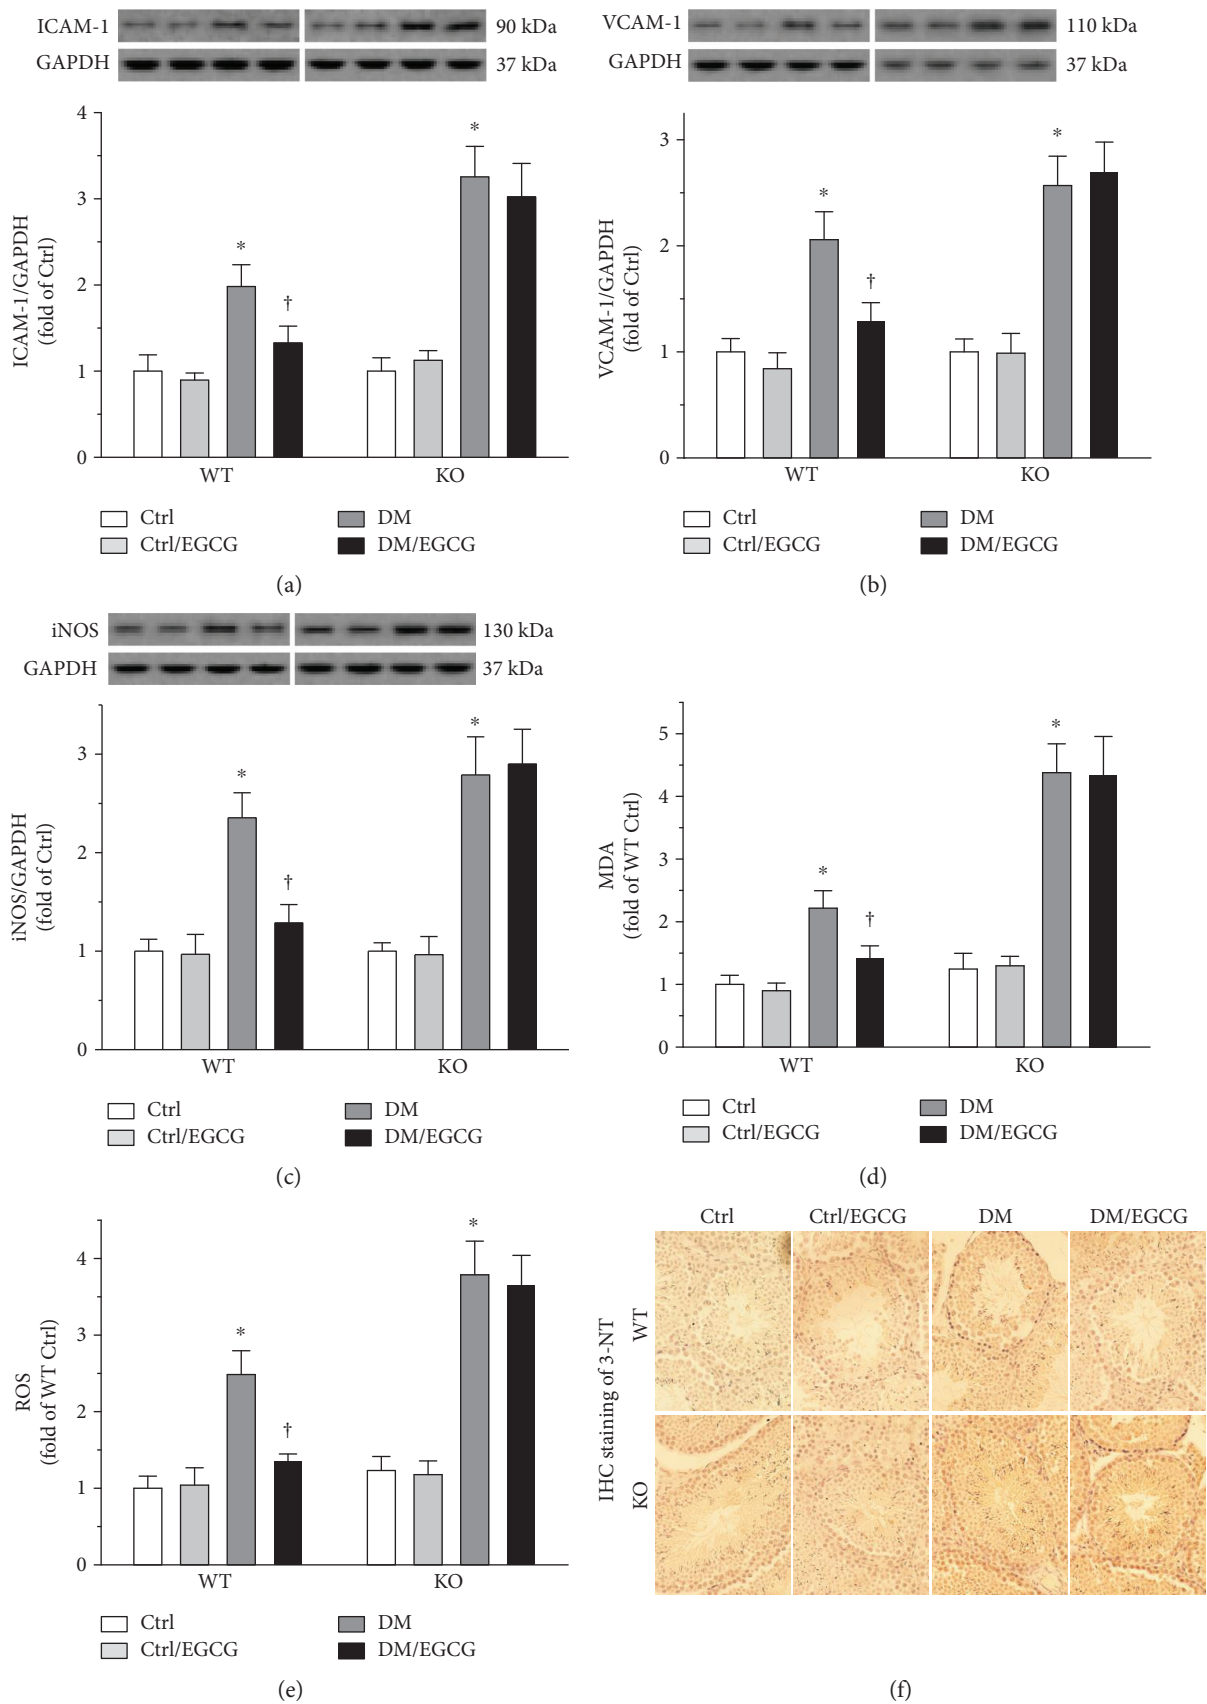 ICAM-1 90 kDa
GAPDH 37 kDa
4
3
2
1
0
ICAM-1/GAPDH
(fold of Ctrl)
* † *
WT KO
Ctrl DM
Ctrl/EGCG DM/EGCG
(a)
VCAM-1 110 kDa
GAPDH 37 kDa
3
2
1
0
VCAM-1/GAPDH
(fold of Ctrl)
* † *
WT KO
Ctrl DM
Ctrl/EGCG DM/EGCG
(b)
iNOS 130 kDa
GAPDH 37 kDa
3
2
1
0
iNOS/GAPDH
(fold of Ctrl)
* † *
WT KO
Ctrl DM
Ctrl/EGCG DM/EGCG
(c)
5
4
3
2
1
0
MDA
(fold of WT Ctrl)
* † *
WT KO
Ctrl DM
Ctrl/EGCG DM/EGCG
(d)
4
3
2
1
0
ROS
(fold of WT Ctrl)
* † *
WT KO
Ctrl DM
Ctrl/EGCG DM/EGCG
(e)
Ctrl Ctrl/EGCG DM DM/EGCG
IHC staining of 3-NT
WT
KO
(f)